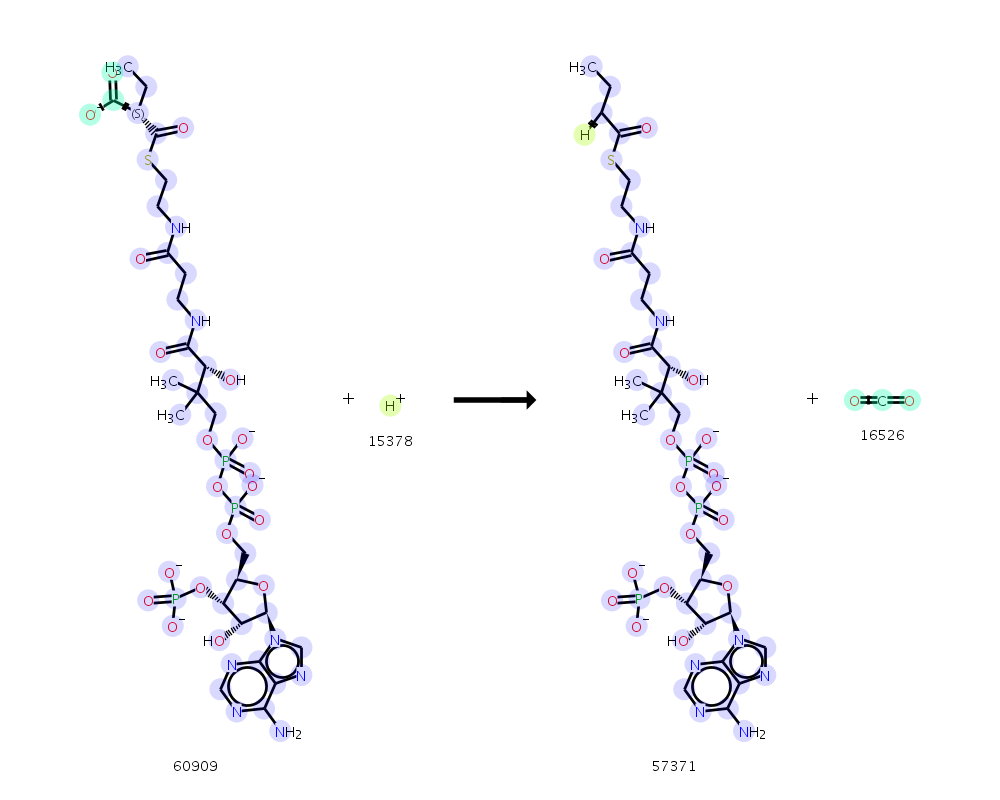 H3C H3C
O
O⁻ (S) O O
H
S S
NH NH
O O
NH NH
O O
OH OH
H3C H3C
H⁺
+ + O C O
15378 16526
H3C H3C
O O⁻ O O⁻
P O P O
O O⁻ O O⁻
P O P O
O O
O⁻ O O O⁻ O O
O P O P
O⁻ O⁻
HO N HO N
N N N N
N N
NH2 NH2
60909 57371